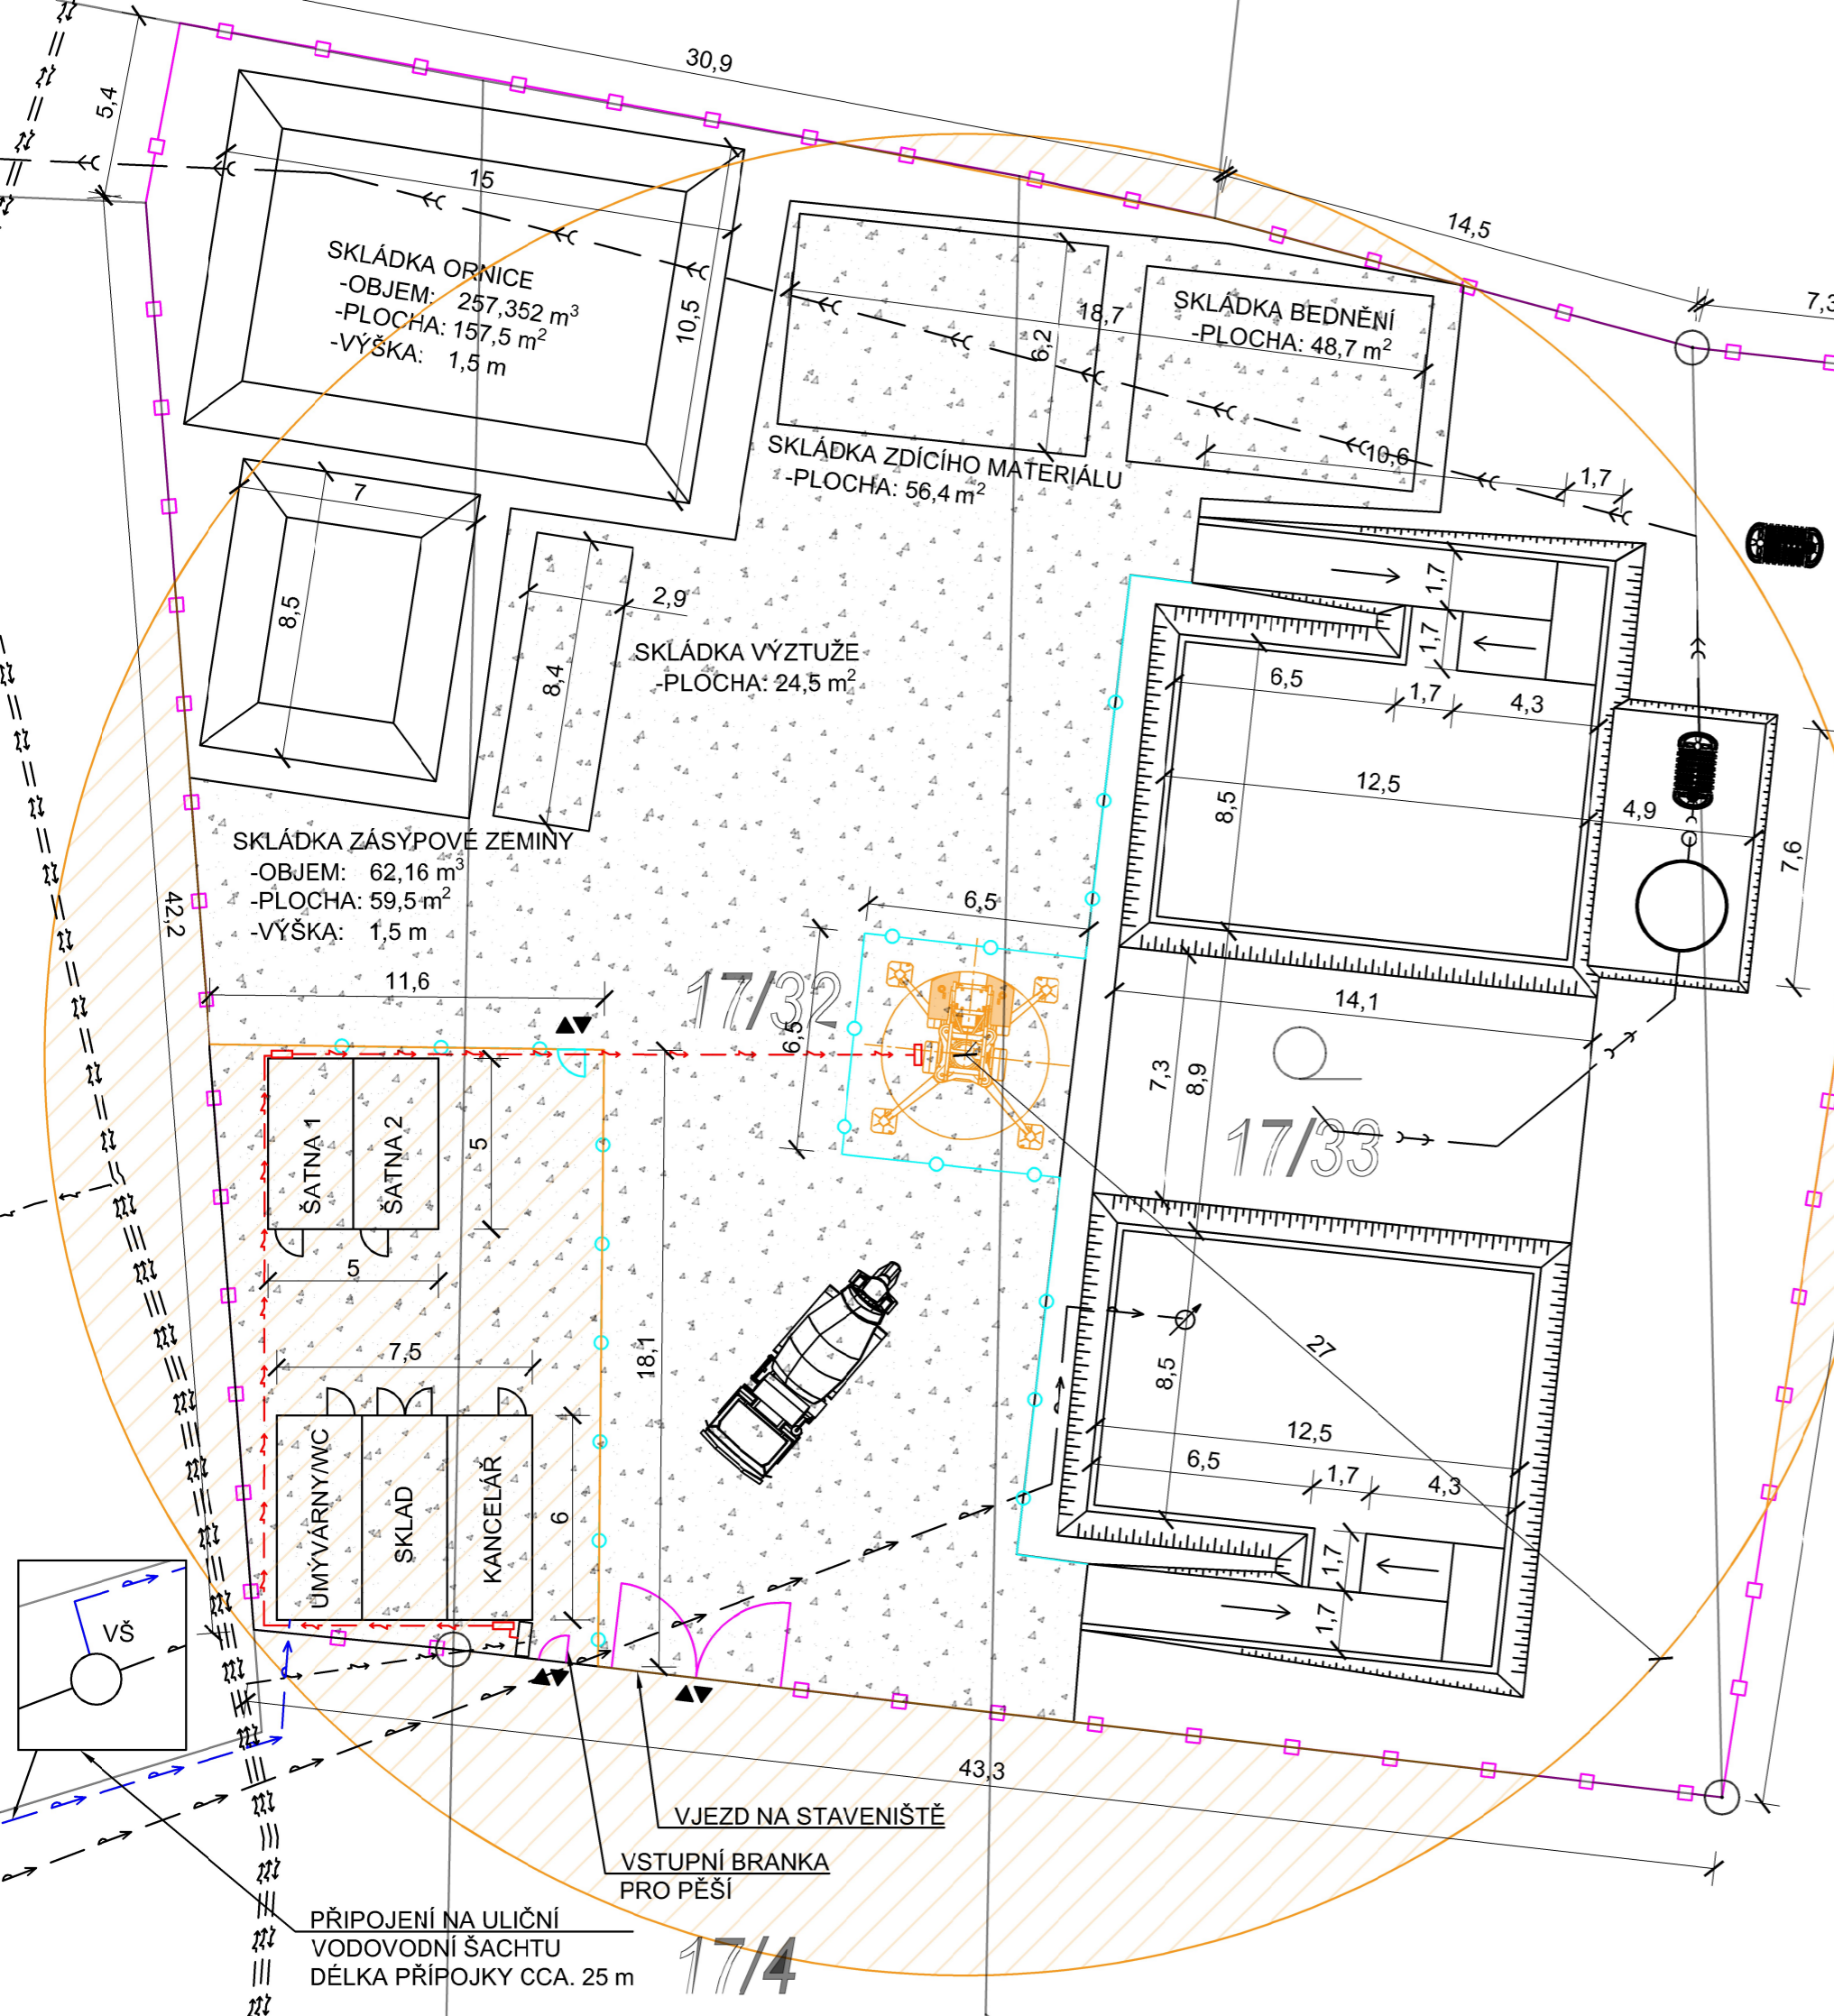 30,9
5,4
14,5
7,3
15
SKLÁDKA ORNICE
-OBJEM: 257,352 m³
-PLOCHA: 157,5 m²
-VÝŠKA: 1,5 m
10,5
18,7
6,2
SKLÁDKA BEDNĚNÍ
-PLOCHA: 48,7 m²
SKLÁDKA ZDÍCÍHO MATERIÁLU
-PLOCHA: 56,4 m²
10,6
1,7
7
8,5
2,9
8,4
SKLÁDKA VÝZTUŽE
-PLOCHA: 24,5 m²
1,7
1,7
6,5
1,7
4,3
12,5
8,5
4,9
7,6
SKLÁDKA ZÁSYPOVÉ ZEMINY
-OBJEM: 62,16 m³
-PLOCHA: 59,5 m²
-VÝŠKA: 1,5 m
42,2
11,6
17/32
6,5
6,5
14,1
7,3
8,9
17/33
ŠATNA 1
ŠATNA 2
5
5
7,5
18,1
27
8,5
12,5
6,5
1,7
4,3
UMÝVÁRNY/WC
SKLAD
KANCELÁŘ
6
1,7
1,7
VŠ
43,3
VJEZD NA STAVENIŠTĚ
VSTUPNÍ BRANKA
PRO PĚŠÍ
PŘIPOJENÍ NA ULIČNÍ
VODOVODNÍ ŠACHTU
DÉLKA PŘÍPOJKY CCA. 25 m
17/4